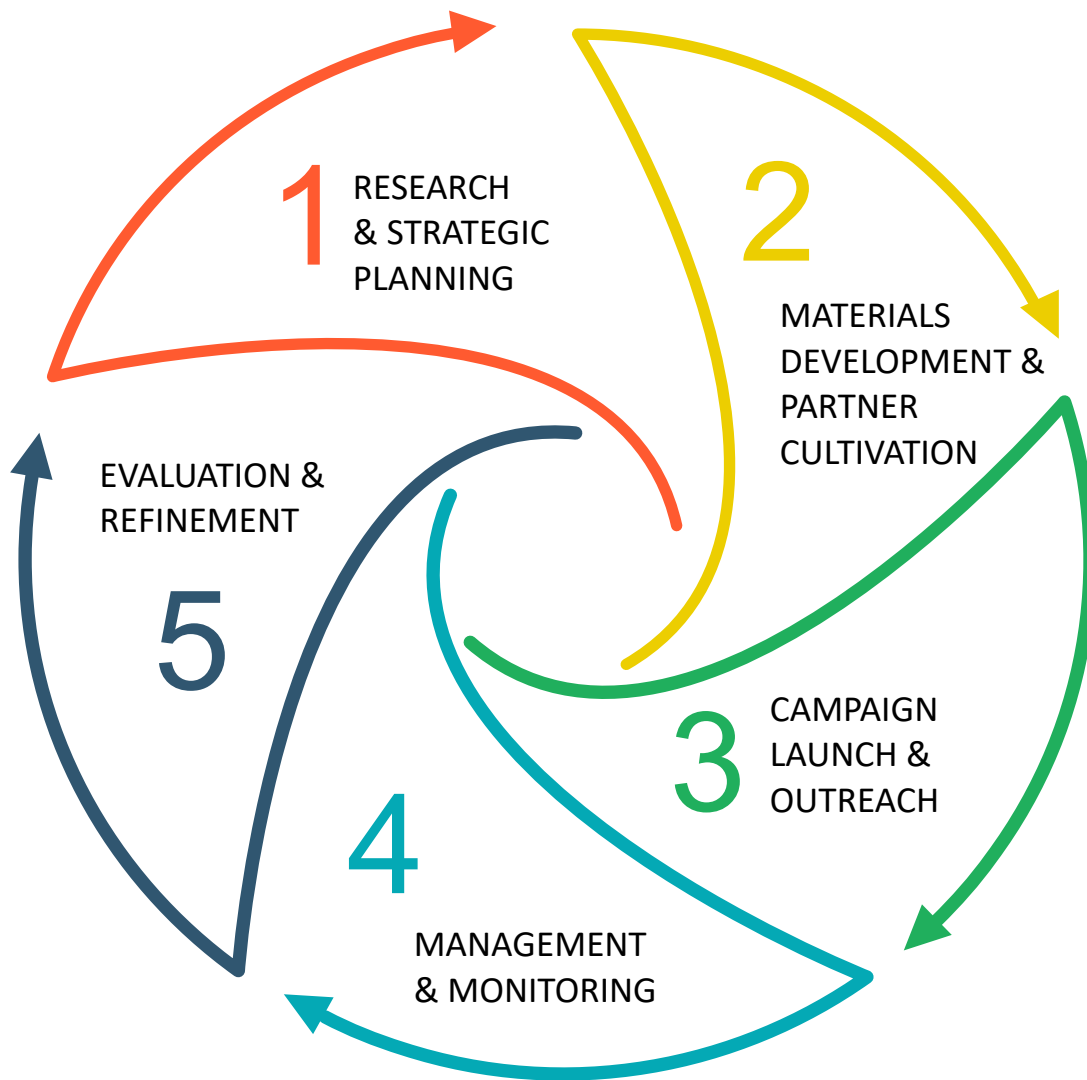 1
RESEARCH
& STRATEGIC
PLANNING
2
MATERIALS
DEVELOPMENT &
PARTNER
CULTIVATION
3
CAMPAIGN
LAUNCH &
OUTREACH
4
MANAGEMENT
& MONITORING
EVALUATION &
REFINEMENT
5